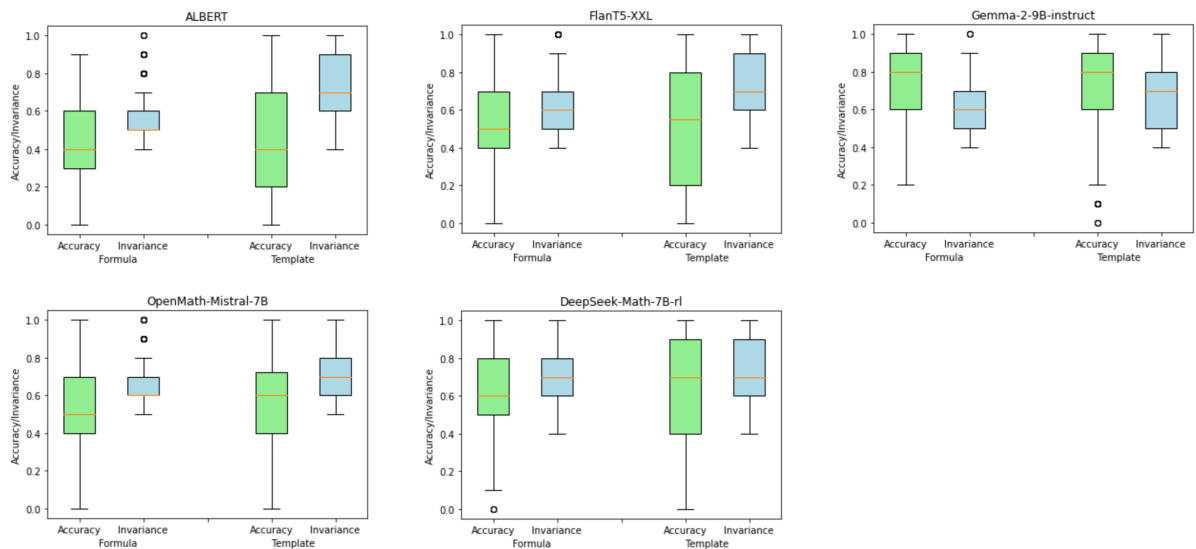 ALBERT
1.0
0.8
0.6
0.4
0.2
0.0
Accuracy/Invariance
Accuracy Invariance Accuracy Invariance
Formula Template
FlanT5-XXL
1.0
0.8
0.6
0.4
0.2
0.0
Accuracy/Invariance
Accuracy Invariance Accuracy Invariance
Formula Template
Gemma-2-9B-instruct
1.0
0.8
0.6
0.4
0.2
0.0
Accuracy/Invariance
Accuracy Invariance Accuracy Invariance
Formula Template
OpenMath-Mistral-7B
1.0
0.8
0.6
0.4
0.2
0.0
Accuracy/Invariance
Accuracy Invariance Accuracy Invariance
Formula Template
DeepSeek-Math-7B-rl
1.0
0.8
0.6
0.4
0.2
0.0
Accuracy/Invariance
Accuracy Invariance Accuracy Invariance
Formula Template